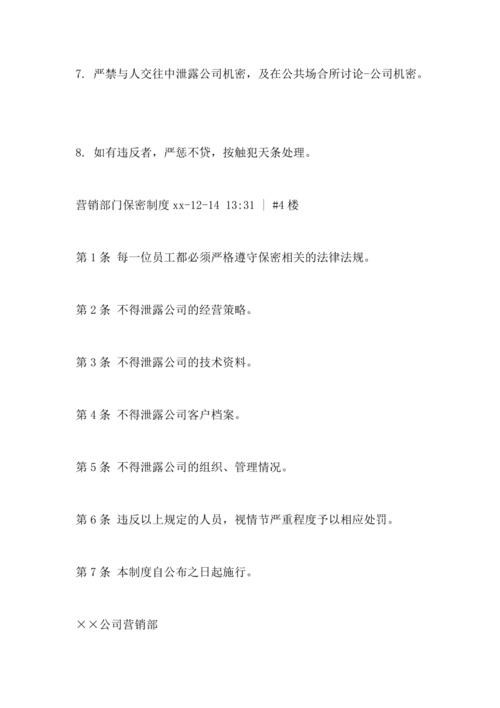 7. 严禁与人交往中泄露公司机密，及在公共场合所讨论-公司机密。
8. 如有违反者，严惩不贷，按触犯天条处理。
营销部门保密制度 xx-12-14 13:31 | #4 楼
第 1 条 每一位员工都必须严格遵守保密相关的法律法规。
第 2 条 不得泄露公司的经营策略。
第 3 条 不得泄露公司的技术资料。
第 4 条 不得泄露公司客户档案。
第 5 条 不得泄露公司的组织、管理情况。
第 6 条 违反以上规定的人员，视情节严重程度予以相应处罚。
第 7 条 本制度自公布之日起施行。
××公司营销部